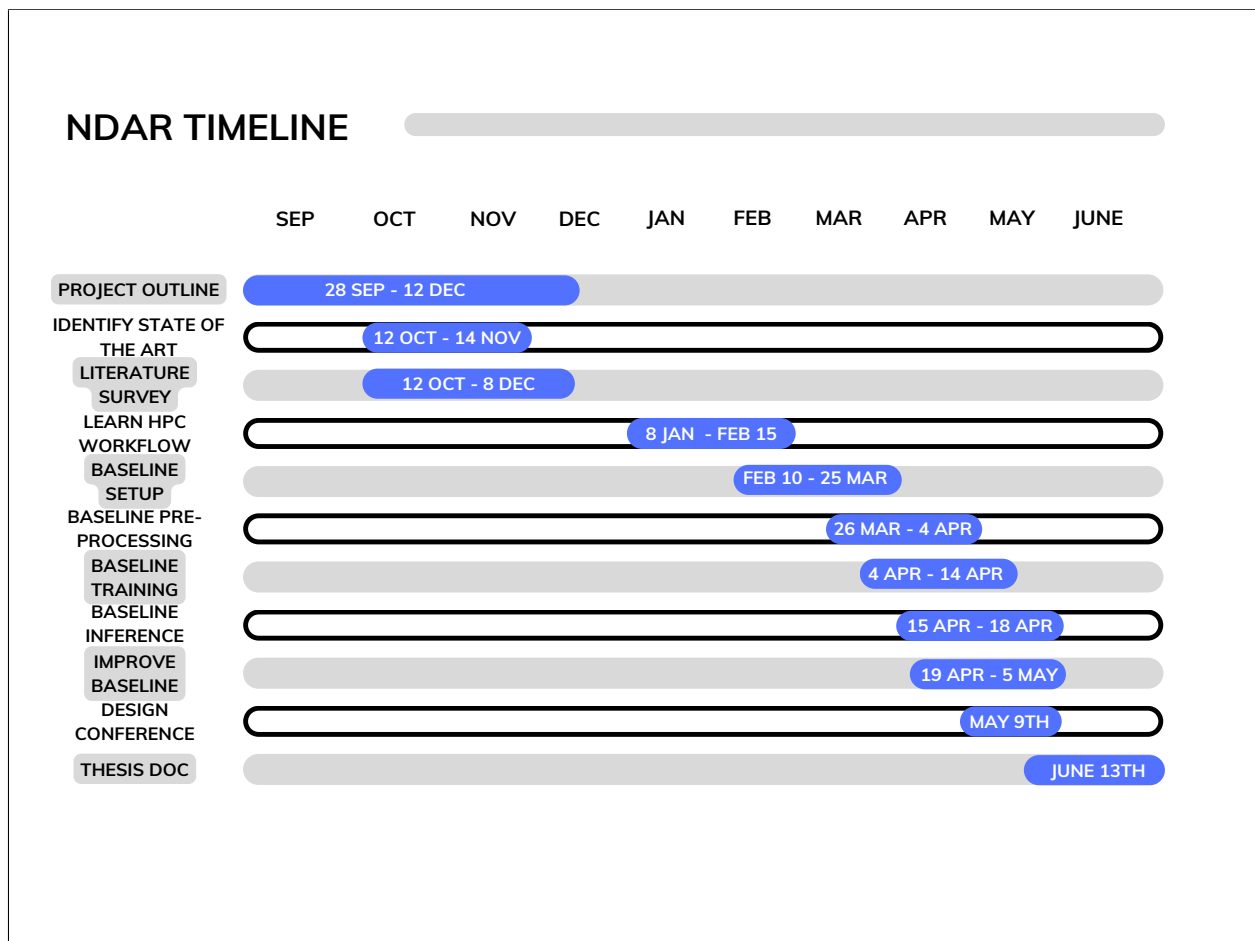 NDAR TIMELINE
SEP OCT NOV DEC JAN FEB MAR APR MAY JUNE
PROJECT OUTLINE
28 SEP - 12 DEC
IDENTIFY STATE OF
THE ART
12 OCT - 14 NOV
LITERATURE
SURVEY
12 OCT - 8 DEC
LEARN HPC
WORKFLOW
8 JAN  - FEB 15
BASELINE
SETUP
FEB 10 - 25 MAR
BASELINE PRE-
PROCESSING
26 MAR - 4 APR
BASELINE
TRAINING
4 APR - 14 APR
BASELINE
INFERENCE
15 APR - 18 APR
IMPROVE
BASELINE
19 APR - 5 MAY
DESIGN
CONFERENCE
MAY 9TH
THESIS DOC
JUNE 13TH